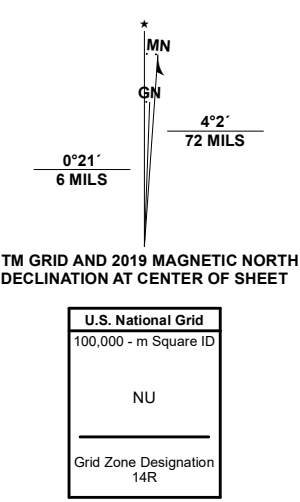 ★
MN
GN
4°2´
72 MILS
0°21´
6 MILS
TM GRID AND 2019 MAGNETIC NORTH
DECLINATION AT CENTER OF SHEET
U.S. National Grid
100,000 - m Square ID
NU
Grid Zone Designation
14R